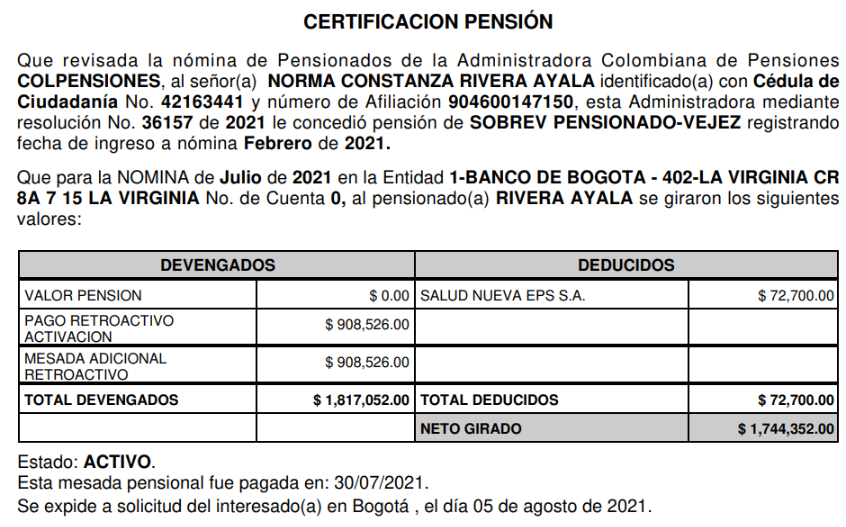 CERTIFICACION PENSIÓN
Que revisada la nómina de Pensionados de la Administradora Colombiana de Pensiones
COLPENSIONES, al señor(a) NORMA CONSTANZA RIVERA AYALA identificado(a) con Cédula de
Ciudadanía No. 42163441 y número de Afiliación 904600147150, esta Administradora mediante
resolución No. 36157 de 2021 le concedió pensión de SOBREV PENSIONADO-VEJEZ registrando
fecha de ingreso a nómina Febrero de 2021.
Que para la NOMINA de Julio de 2021 en la Entidad 1-BANCO DE BOGOTA - 402-LA VIRGINIA CR
8A 7 15 LA VIRGINIA No. de Cuenta 0, al pensionado(a) RIVERA AYALA se giraron los siguientes
valores:
DEVENGADOS DEDUCIDOS
VALOR PENSION $ 0.00 SALUD NUEVA EPS S.A. $ 72,700.00
PAGO RETROACTIVO
ACTIVACION $ 908,526.00
MESADA ADICIONAL
RETROACTIVO $ 908,526.00
TOTAL DEVENGADOS $ 1,817,052.00 TOTAL DEDUCIDOS $ 72,700.00
NETO GIRADO $ 1,744,352.00
Estado: ACTIVO.
Esta mesada pensional fue pagada en: 30/07/2021.
Se expide a solicitud del interesado(a) en Bogotá , el día 05 de agosto de 2021.